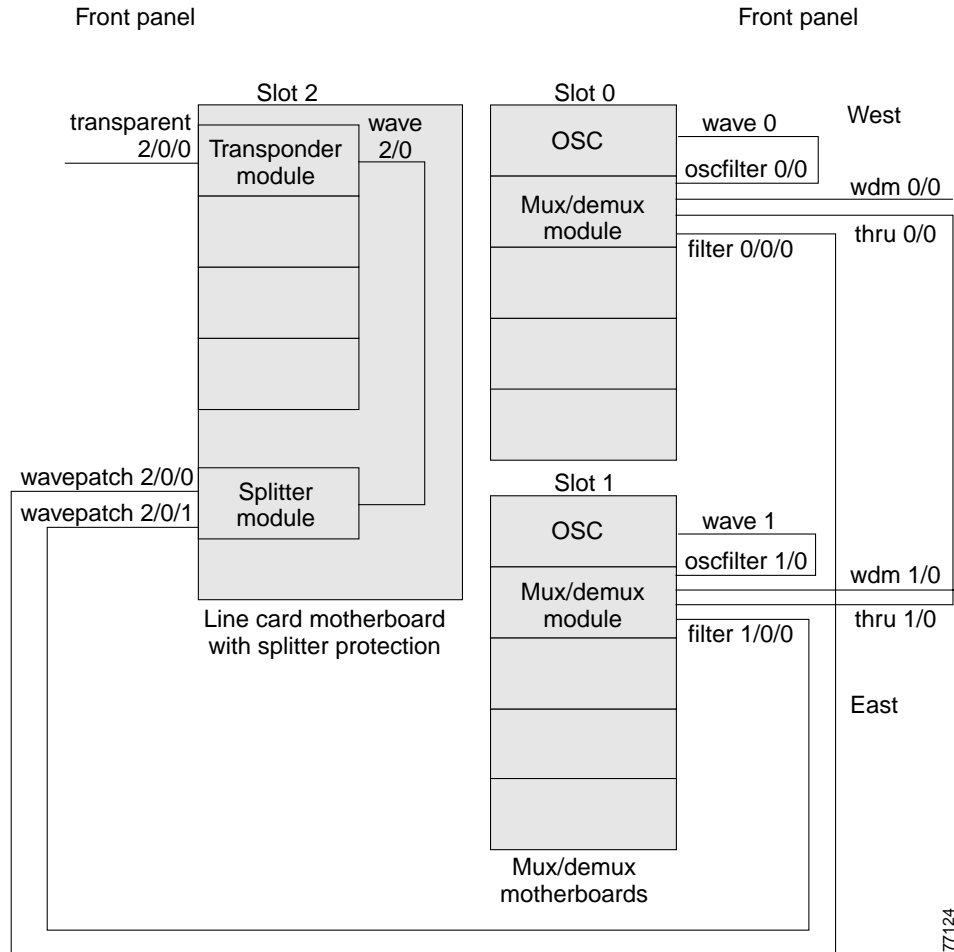 Front panel
Front panel
Slot 2
Slot 0
transparent
2/0/0
Transponder
module
wave
2/0
OSC
wave 0
West
oscfilter 0/0
wdm 0/0
Mux/demux
module
thru 0/0
filter 0/0/0
wavepatch 2/0/0
wavepatch 2/0/1
Splitter
module
Slot 1
OSC
wave 1
oscfilter 1/0
wdm 1/0
Mux/demux
module
thru 1/0
filter 1/0/0
Line card motherboard
with splitter protection
East
Mux/demux
motherboards
77124